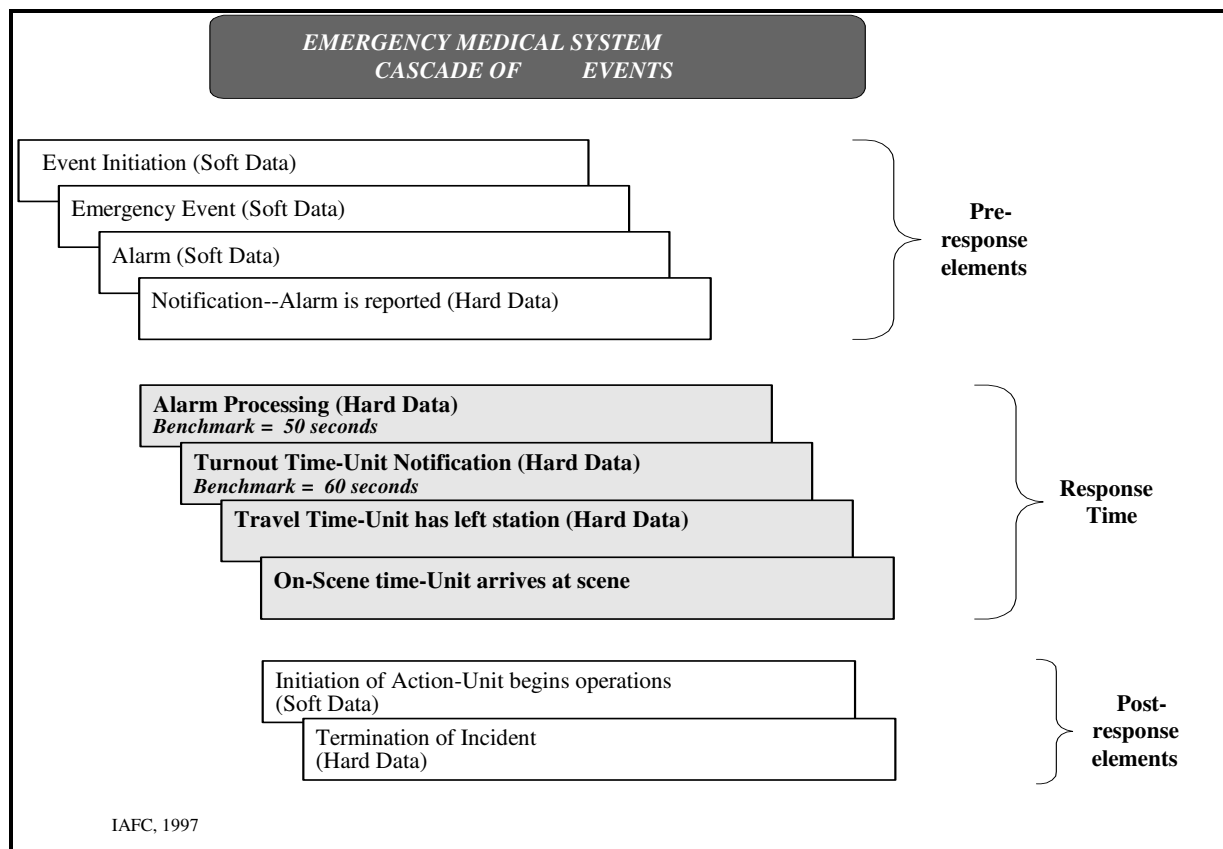 EMERGENCY MEDICAL SYSTEM
CASCADE OF EVENTS
Event Initiation (Soft Data)
Emergency Event (Soft Data)
Alarm (Soft Data)
Notification--Alarm is reported (Hard Data)
Pre-
response
elements
Alarm Processing (Hard Data)
Benchmark = 50 seconds
Turnout Time-Unit Notification (Hard Data)
Benchmark = 60 seconds
Travel Time-Unit has left station (Hard Data)
On-Scene time-Unit arrives at scene
Response
Time
Initiation of Action-Unit begins operations
(Soft Data)
Termination of Incident
(Hard Data)
Post-
response
elements
IAFC, 1997